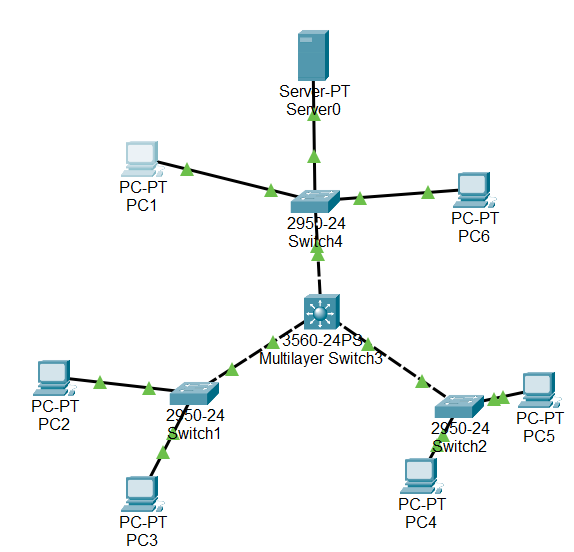 Server-PT
Server0
PC-PT
PC1
PC-PT
PC6
2950-24
Switch4
3560-24PS
Multilayer Switch3
PC-PT
PC2
2950-24
Switch1
PC-PT
PC5
2950-24
Switch2
PC-PT
PC3
PC-PT
PC4